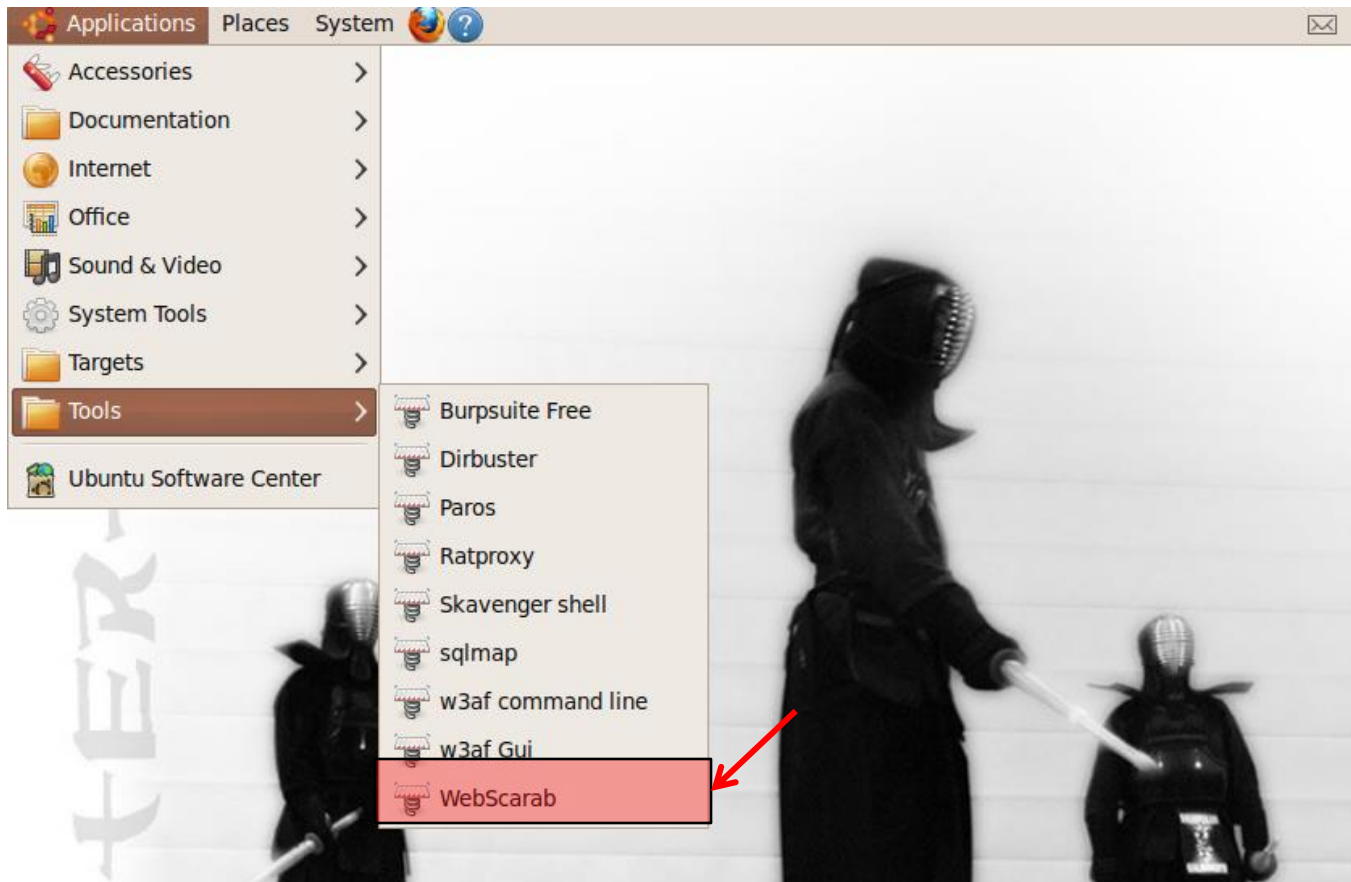 Applications Places System
Accessories
Documentation
Internet
Office
Sound & Video
System Tools
Targets
Tools
Ubuntu Software Center
Burpsuite Free
Dirbuster
Paros
Ratproxy
Skavenger shell
sqlmap
w3af command line
w3af Gui
WebScarab